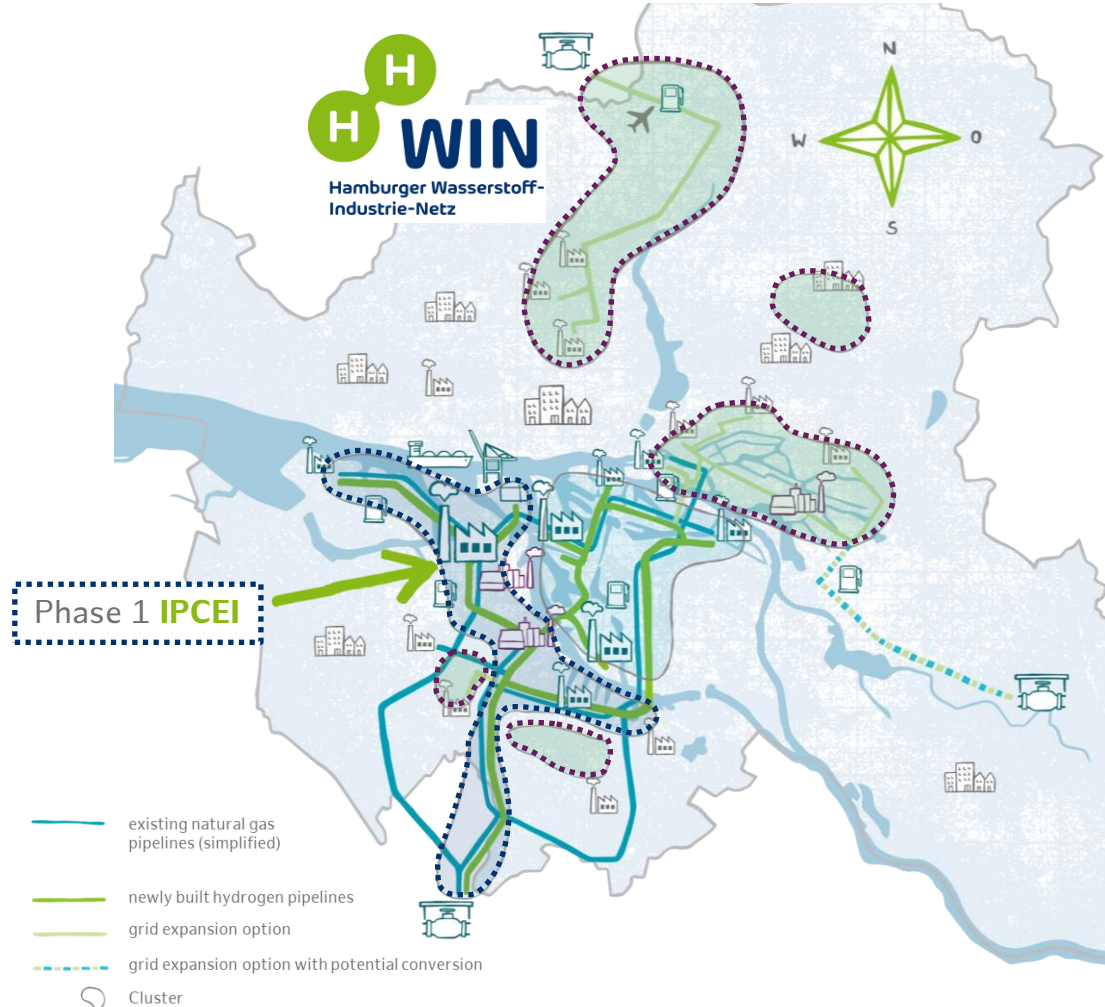 H
H
WIN
Hamburger Wasserstoff-
Industrie-Netz
N
W
O
S
Phase 1 IPCEI
existing natural gas
pipelines (simplified)
newly built hydrogen pipelines
grid expansion option
grid expansion option with potential conversion
Cluster